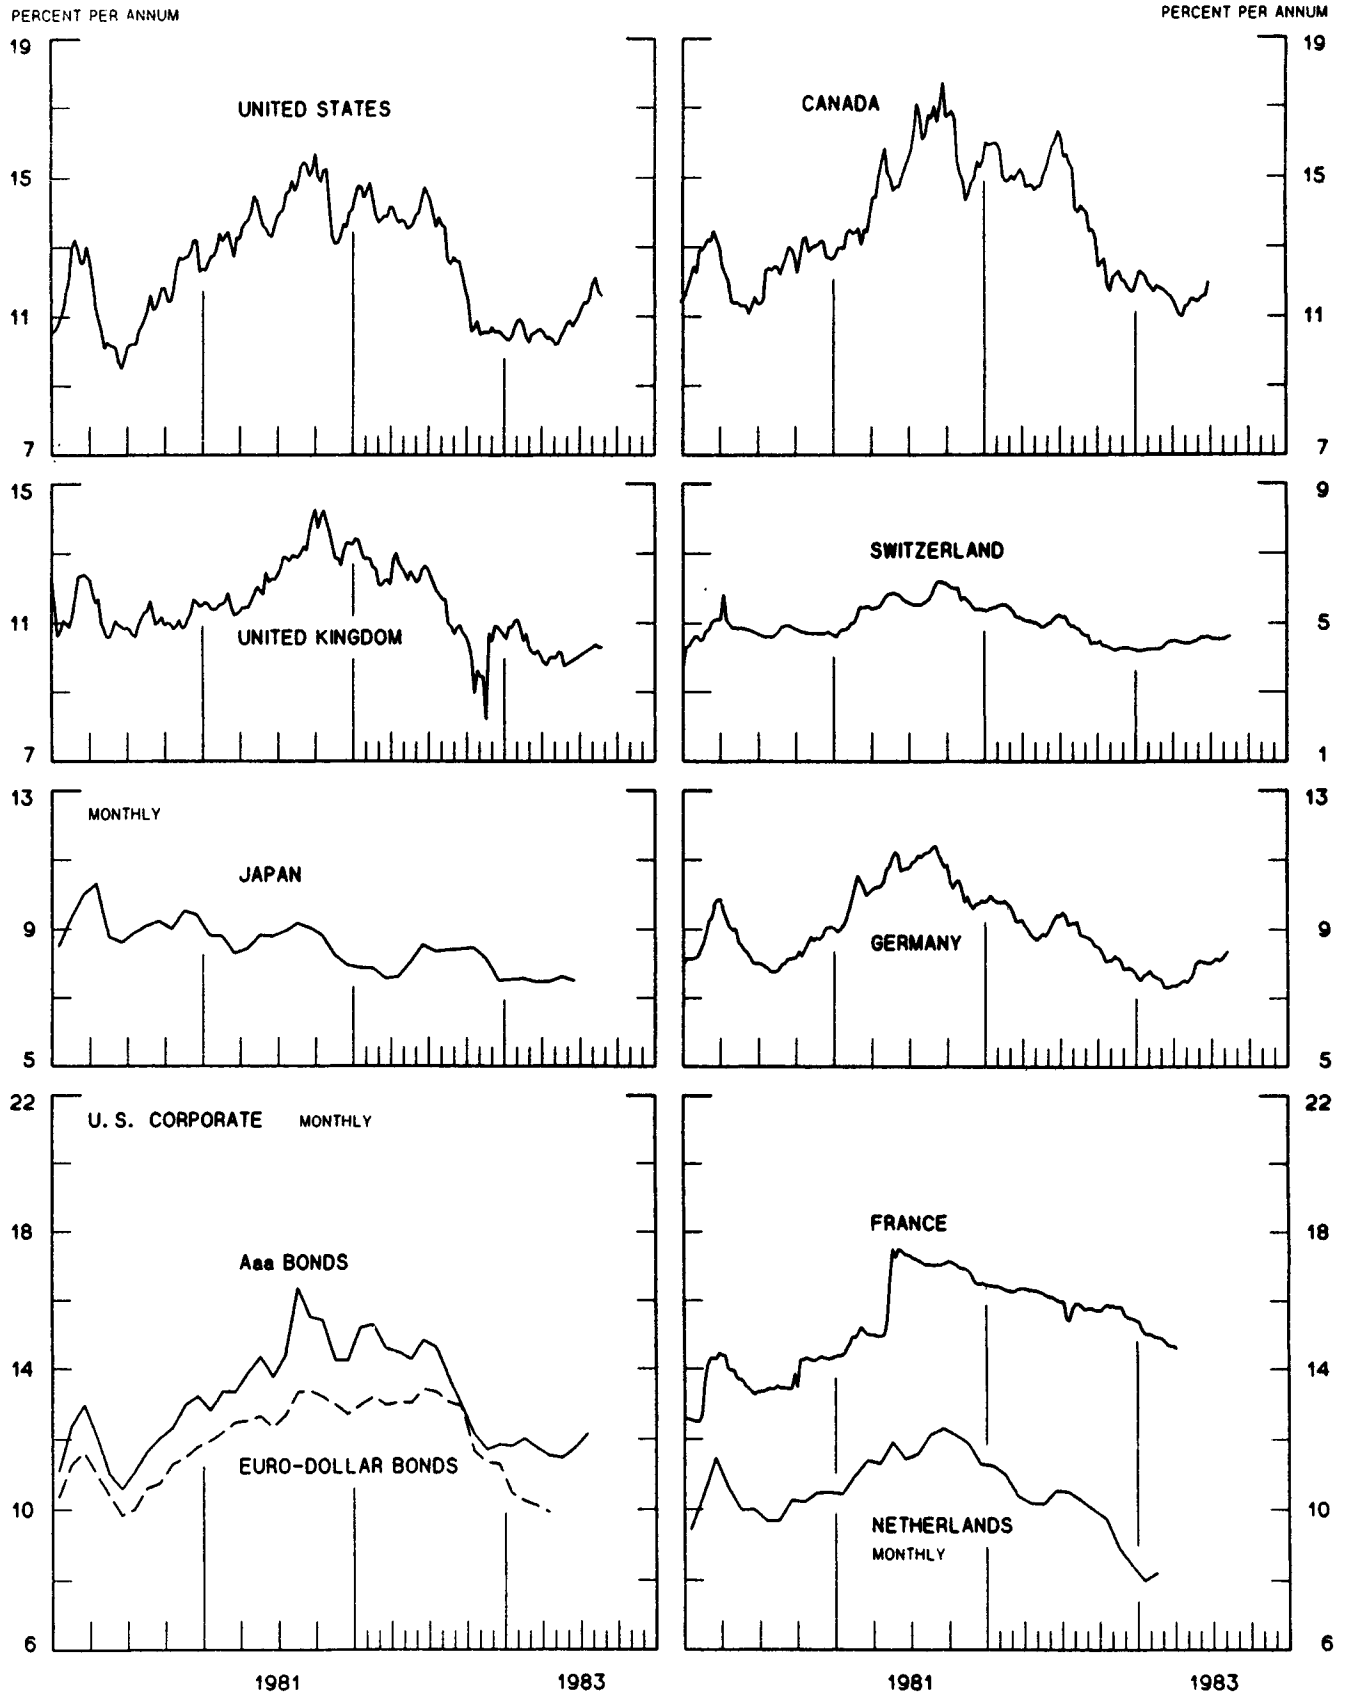 PERCENT PER ANNUM
PERCENT PER ANNUM
19
15
11
7
UNITED STATES
CANADA
19
15
11
7
15
11
7
UNITED KINGDOM
SWITZERLAND
9
5
1
13
9
5
MONTHLY
JAPAN
GERMANY
13
9
5
22
18
14
10
6
U.S. CORPORATE MONTHLY
Aaa BONDS
EURO-DOLLAR BONDS
1981
1983
FRANCE
NETHERLANDS
MONTHLY
22
18
14
10
6
1981
1983